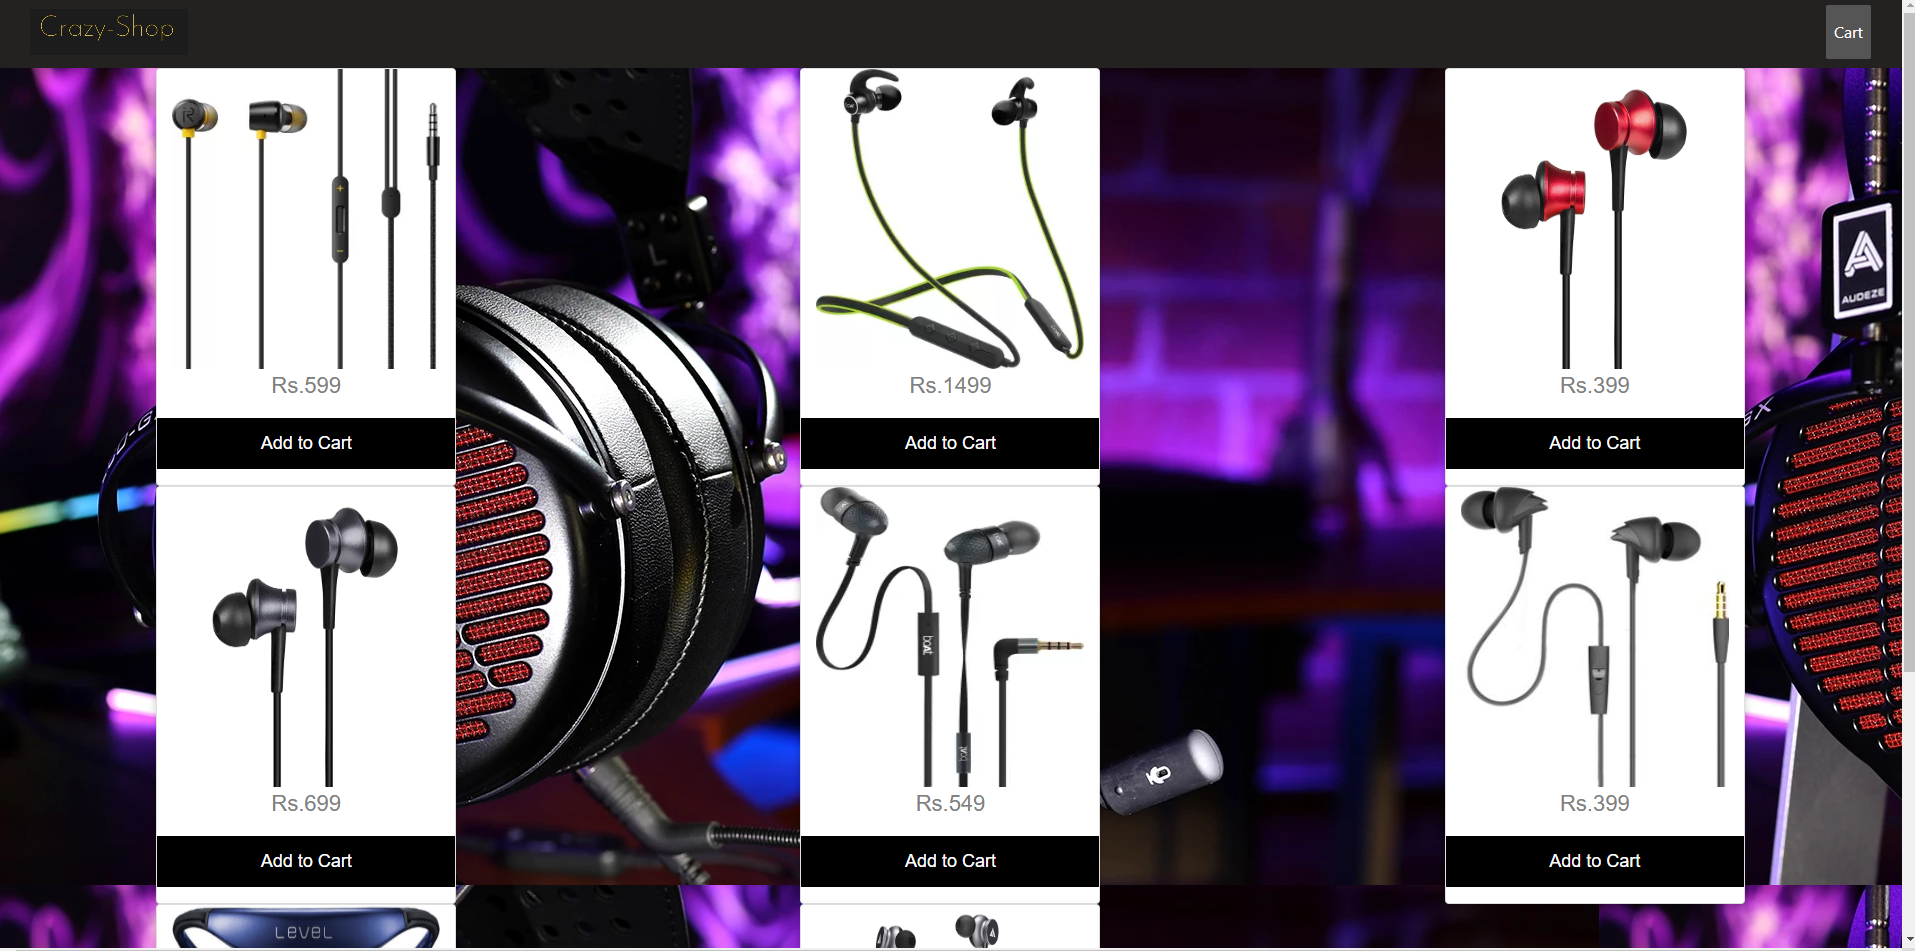 Crazy-Shop
Cart
R
L
Rs.599
Rs.1499
Rs.399
AUDEZE
Add to Cart
Add to Cart
Add to Cart
boat
boat
Rs.699
Rs.549
Rs.399
Add to Cart
Add to Cart
Add to Cart
LEVEL